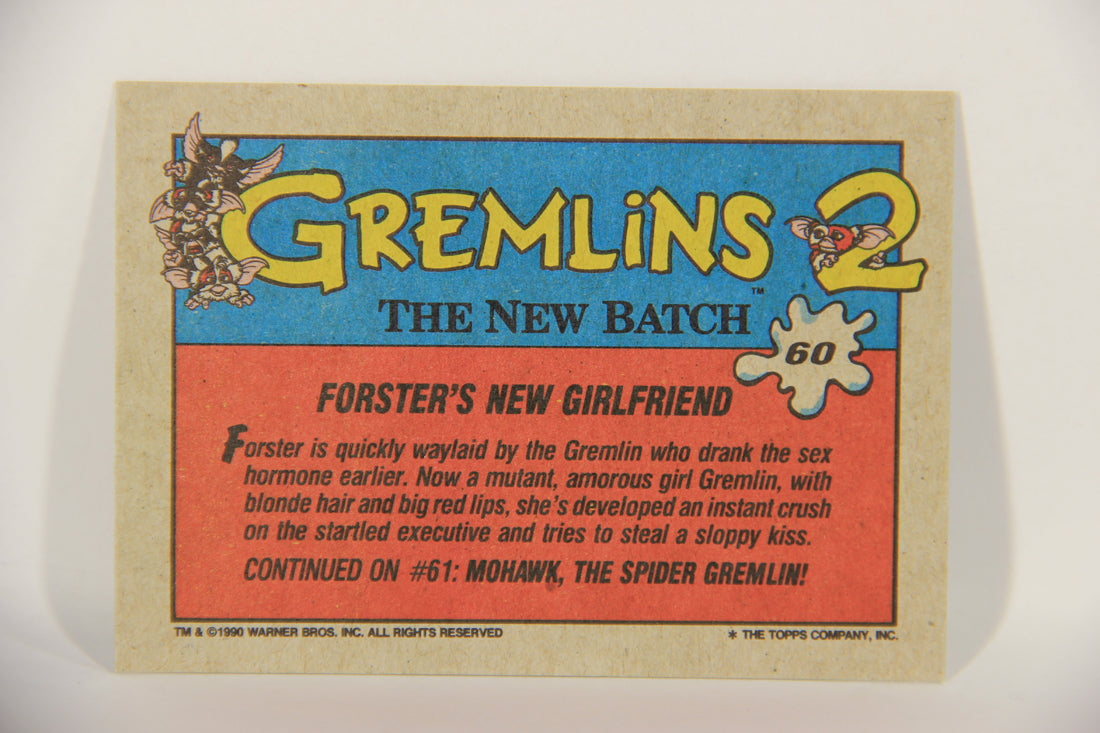 GREMLiNS 2
™
THE NEW BATCH
60
FORSTER'S NEW GIRLFRIEND
Forster is quickly waylaid by the Gremlin who drank the sex
hormone earlier. Now a mutant, amorous girl Gremlin, with
blonde hair and big red lips, she's developed an instant crush
on the startled executive and tries to steal a sloppy kiss.
CONTINUED ON #61: MOHAWK, THE SPIDER GREMLIN!
TM & ©1990 WARNER BROS. INC. ALL RIGHTS RESERVED
* THE TOPPS COMPANY, INC.